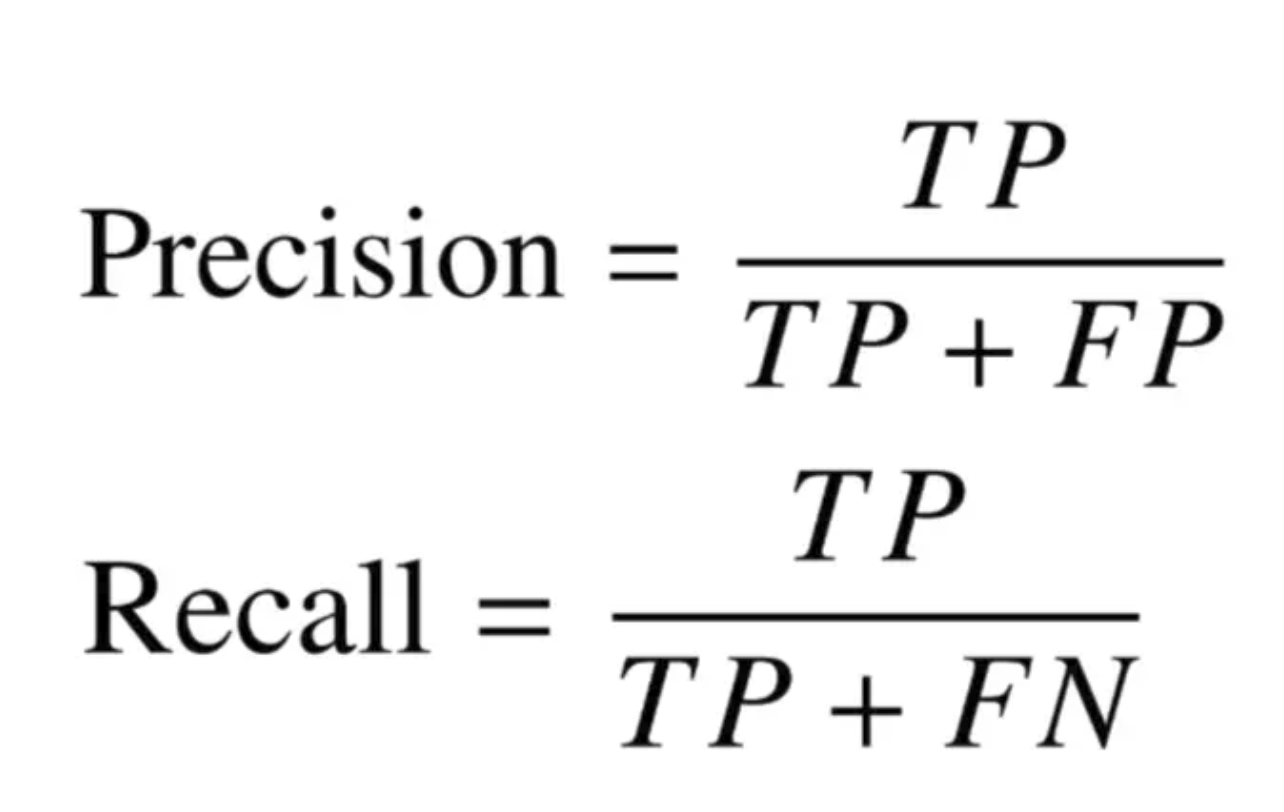 Precision = TP / TP + FP
Recall = TP / TP + FN